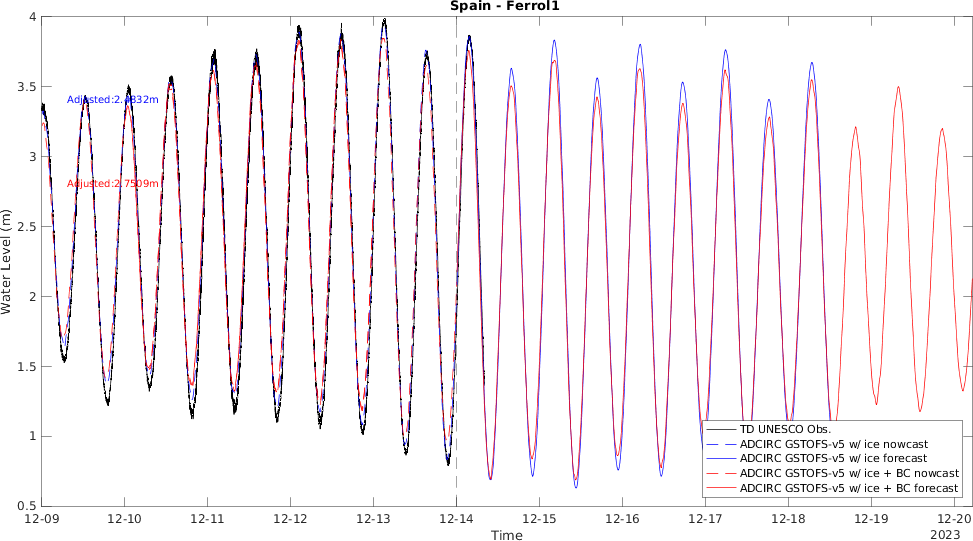 Spain - Ferrol1
4
3.5
3
2.5
2
1.5
1
0.5
Water Level (m)
Adjusted:2.4832m
Adjusted:2.7509m
TD UNESCO Obs.
ADCIRC GSTOFS-v5 w/ ice nowcast
ADCIRC GSTOFS-v5 w/ ice forecast
ADCIRC GSTOFS-v5 w/ ice + BC nowcast
ADCIRC GSTOFS-v5 w/ ice + BC forecast
12-09 12-10 12-11 12-12 12-13 12-14 12-15 12-16 12-17 12-18 12-19 12-20
Time 2023